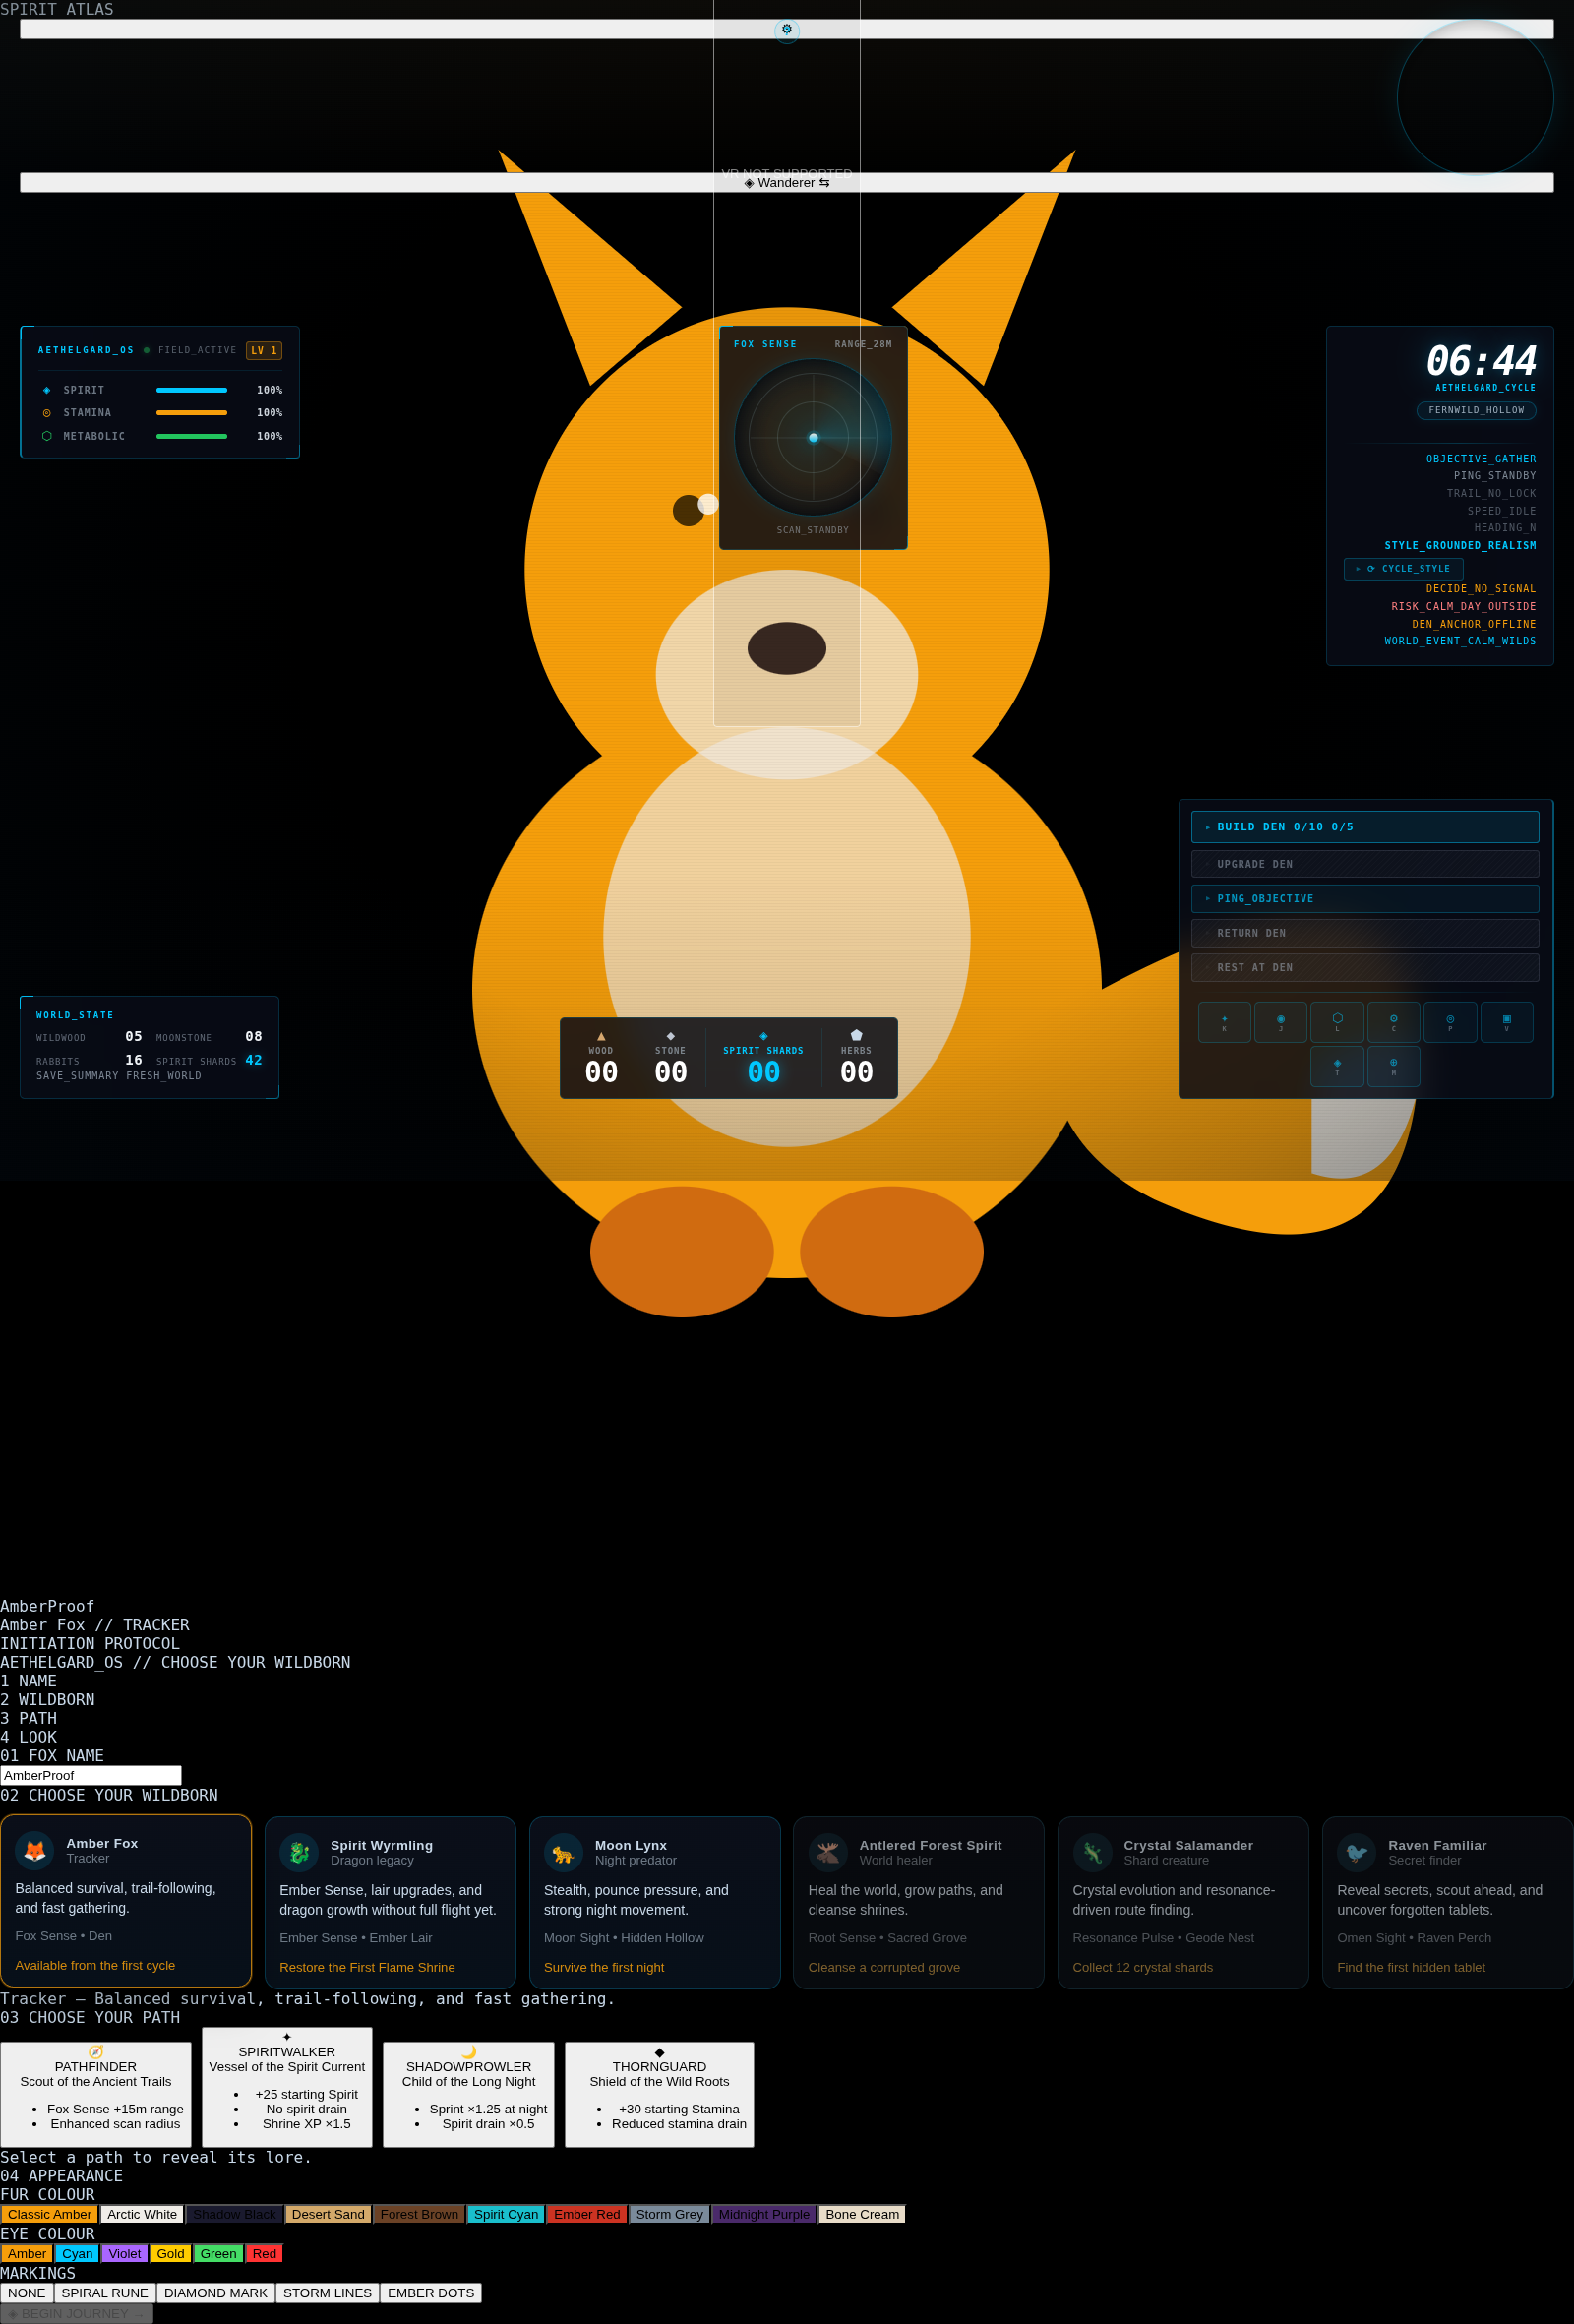 SPIRIT ATLAS
VR NOT SUPPORTED
◈ Wanderer ⇆
AETHELGARD_OS FIELD_ACTIVE LV 1
SPIRIT 100%
STAMINA 100%
METABOLIC 100%
FOX SENSE RANGE_28M
SCAN_STANDBY
06:44
AETHELGARD_CYCLE
FERNWILD_HOLLOW
OBJECTIVE_GATHER
PING_STANDBY
TRAIL_NO_LOCK
SPEED_IDLE
HEADING_N
STYLE_GROUNDED_REALISM
▸ ⟳ CYCLE_STYLE
DECIDE_NO_SIGNAL
RISK_CALM_DAY_OUTSIDE
DEN_ANCHOR_OFFLINE
WORLD_EVENT_CALM_WILDS
▸ BUILD DEN 0/10 0/5
UPGRADE DEN
▸ PING_OBJECTIVE
RETURN DEN
REST AT DEN
K J L C P V
T M
WORLD_STATE
WILDWOOD 05 MOONSTONE 08
RABBITS 16 SPIRIT SHARDS 42
SAVE_SUMMARY FRESH_WORLD
WOOD STONE SPIRIT SHARDS HERBS
00 00 00 00
AmberProof
Amber Fox // TRACKER
INITIATION PROTOCOL
AETHELGARD_OS // CHOOSE YOUR WILDBORN
1 NAME
2 WILDBORN
3 PATH
4 LOOK
01 FOX NAME
AmberProof
02 CHOOSE YOUR WILDBORN
Amber Fox
Tracker
Balanced survival, trail-following,
and fast gathering.
Fox Sense • Den
Available from the first cycle
Spirit Wyrmling
Dragon legacy
Ember Sense, lair upgrades, and
dragon growth without full flight yet.
Ember Sense • Ember Lair
Restore the First Flame Shrine
Moon Lynx
Night predator
Stealth, pounce pressure, and
strong night movement.
Moon Sight • Hidden Hollow
Survive the first night
Antlered Forest Spirit
World healer
Heal the world, grow paths, and
cleanse shrines.
Root Sense • Sacred Grove
Cleanse a corrupted grove
Crystal Salamander
Shard creature
Crystal evolution and resonance-
driven route finding.
Resonance Pulse • Geode Nest
Collect 12 crystal shards
Raven Familiar
Secret finder
Reveal secrets, scout ahead, and
uncover forgotten tablets.
Omen Sight • Raven Perch
Find the first hidden tablet
Tracker — Balanced survival, trail-following, and fast gathering.
03 CHOOSE YOUR PATH
PATHFINDER
Scout of the Ancient Trails
• Fox Sense +15m range
• Enhanced scan radius
SPIRITWALKER
Vessel of the Spirit Current
• +25 starting Spirit
• No spirit drain
• Shrine XP ×1.5
SHADOWPROWLER
Child of the Long Night
• Sprint ×1.25 at night
• Spirit drain ×0.5
THORNGUARD
Shield of the Wild Roots
• +30 starting Stamina
• Reduced stamina drain
Select a path to reveal its lore.
04 APPEARANCE
FUR COLOUR
Classic Amber Arctic White Shadow Black Desert Sand Forest Brown Spirit Cyan Ember Red Storm Grey Midnight Purple Bone Cream
EYE COLOUR
Amber Cyan Violet Gold Green Red
MARKINGS
NONE SPIRAL RUNE DIAMOND MARK STORM LINES EMBER DOTS
◈ BEGIN JOURNEY →